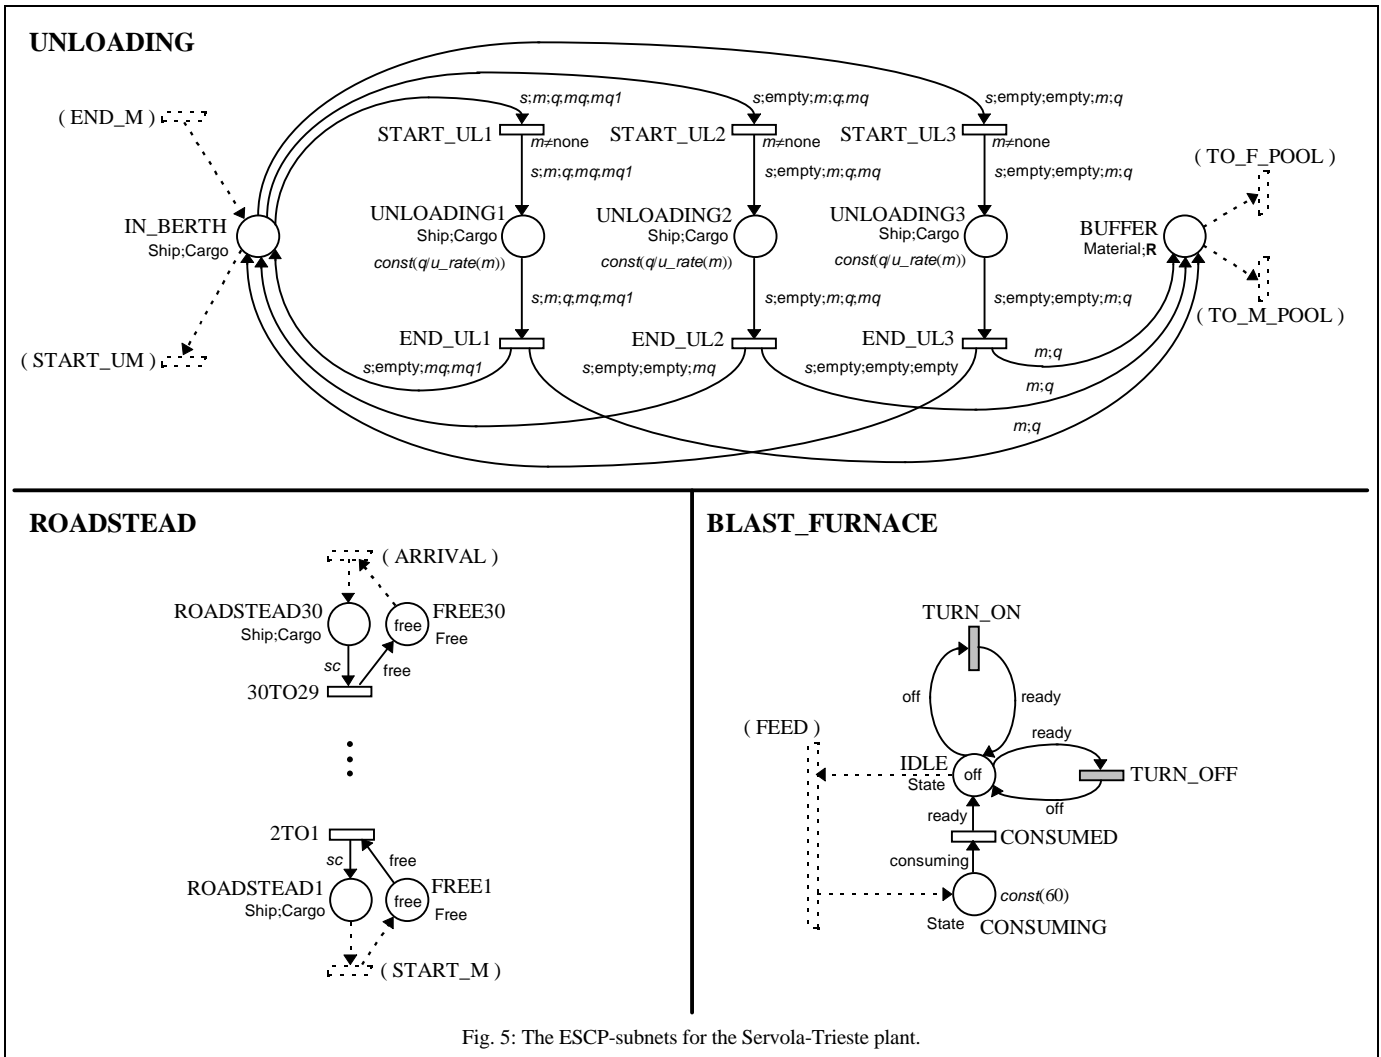 UNLOADING
( END_M )
s;m;q,mq,mq1
s;empty;m;q,mq
s;empty;empty;m;q
START_UL1
m≠none
START_UL2
m≠none
START_UL3
m≠none
( TO_F_POOL )
s;m;q,mq,mq1
s;empty;m;q,mq
s;empty;empty;m;q
IN_BERTH
Ship;Cargo
UNLOADING1
Ship;Cargo
const(q/u_rate(m))
UNLOADING2
Ship;Cargo
const(q/u_rate(m))
UNLOADING3
Ship;Cargo
const(q/u_rate(m))
BUFFER
Material;R
s;m,q,mq,mq1
s;empty;m;q,mq
s;empty;empty;m;q
( TO_M_POOL )
( START_UM )
END_UL1
END_UL2
END_UL3
s;empty;mq,mq1
s;empty;empty;mq
s;empty;empty;empty
m;q
m;q
m;q
ROADSTEAD
( ARRIVAL )
ROADSTEAD30
Ship;Cargo
free
FREE30
Free
sc
free
30TO29
2TO1
sc
free
ROADSTEAD1
Ship;Cargo
free
FREE1
Free
( START_M )
BLAST_FURNACE
TURN_ON
off
ready
( FEED )
ready
IDLE
State
off
TURN_OFF
off
ready
CONSUMED
consuming
const(60)
State
CONSUMING
Fig. 5: The ESCP-subnets for the Servola-Trieste plant.